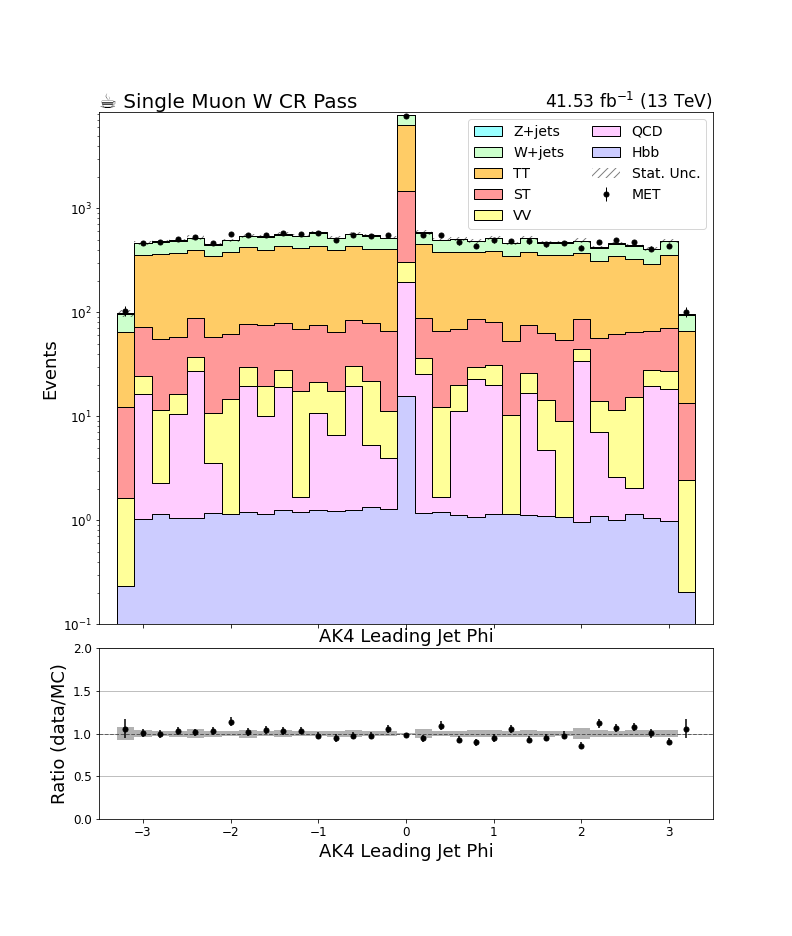 ☕ Single Muon W CR Pass
41.53 fb⁻¹ (13 TeV)
Z+jets
W+jets
TT
ST
VV
QCD
Hbb
Stat. Unc.
MET
Events
10³
10²
10¹
10⁰
10⁻¹
AK4 Leading Jet Phi
Ratio (data/MC)
2.0
1.5
1.0
0.5
0.0
−3 −2 −1 0 1 2 3
AK4 Leading Jet Phi